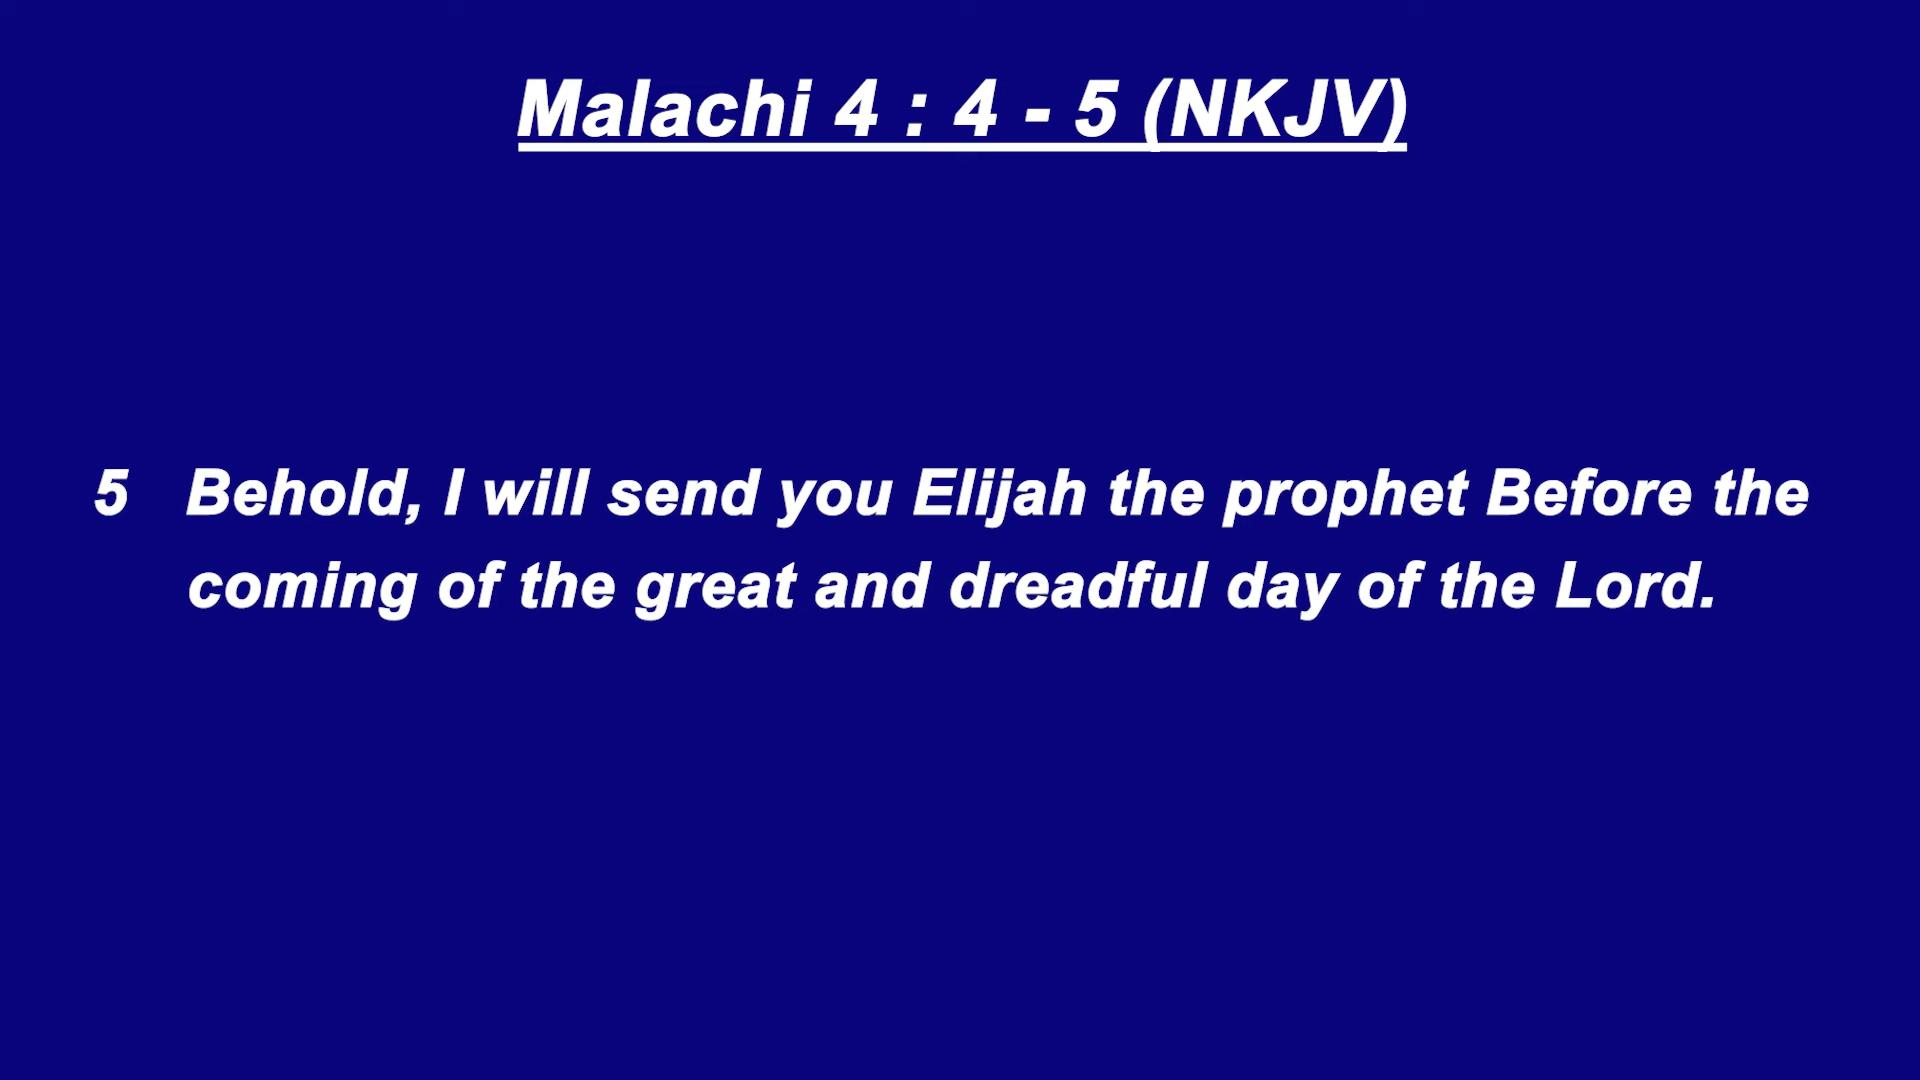 Malachi 4 : 4 - 5 (NKJV)
5 Behold, I will send you Elijah the prophet Before the
coming of the great and dreadful day of the Lord.